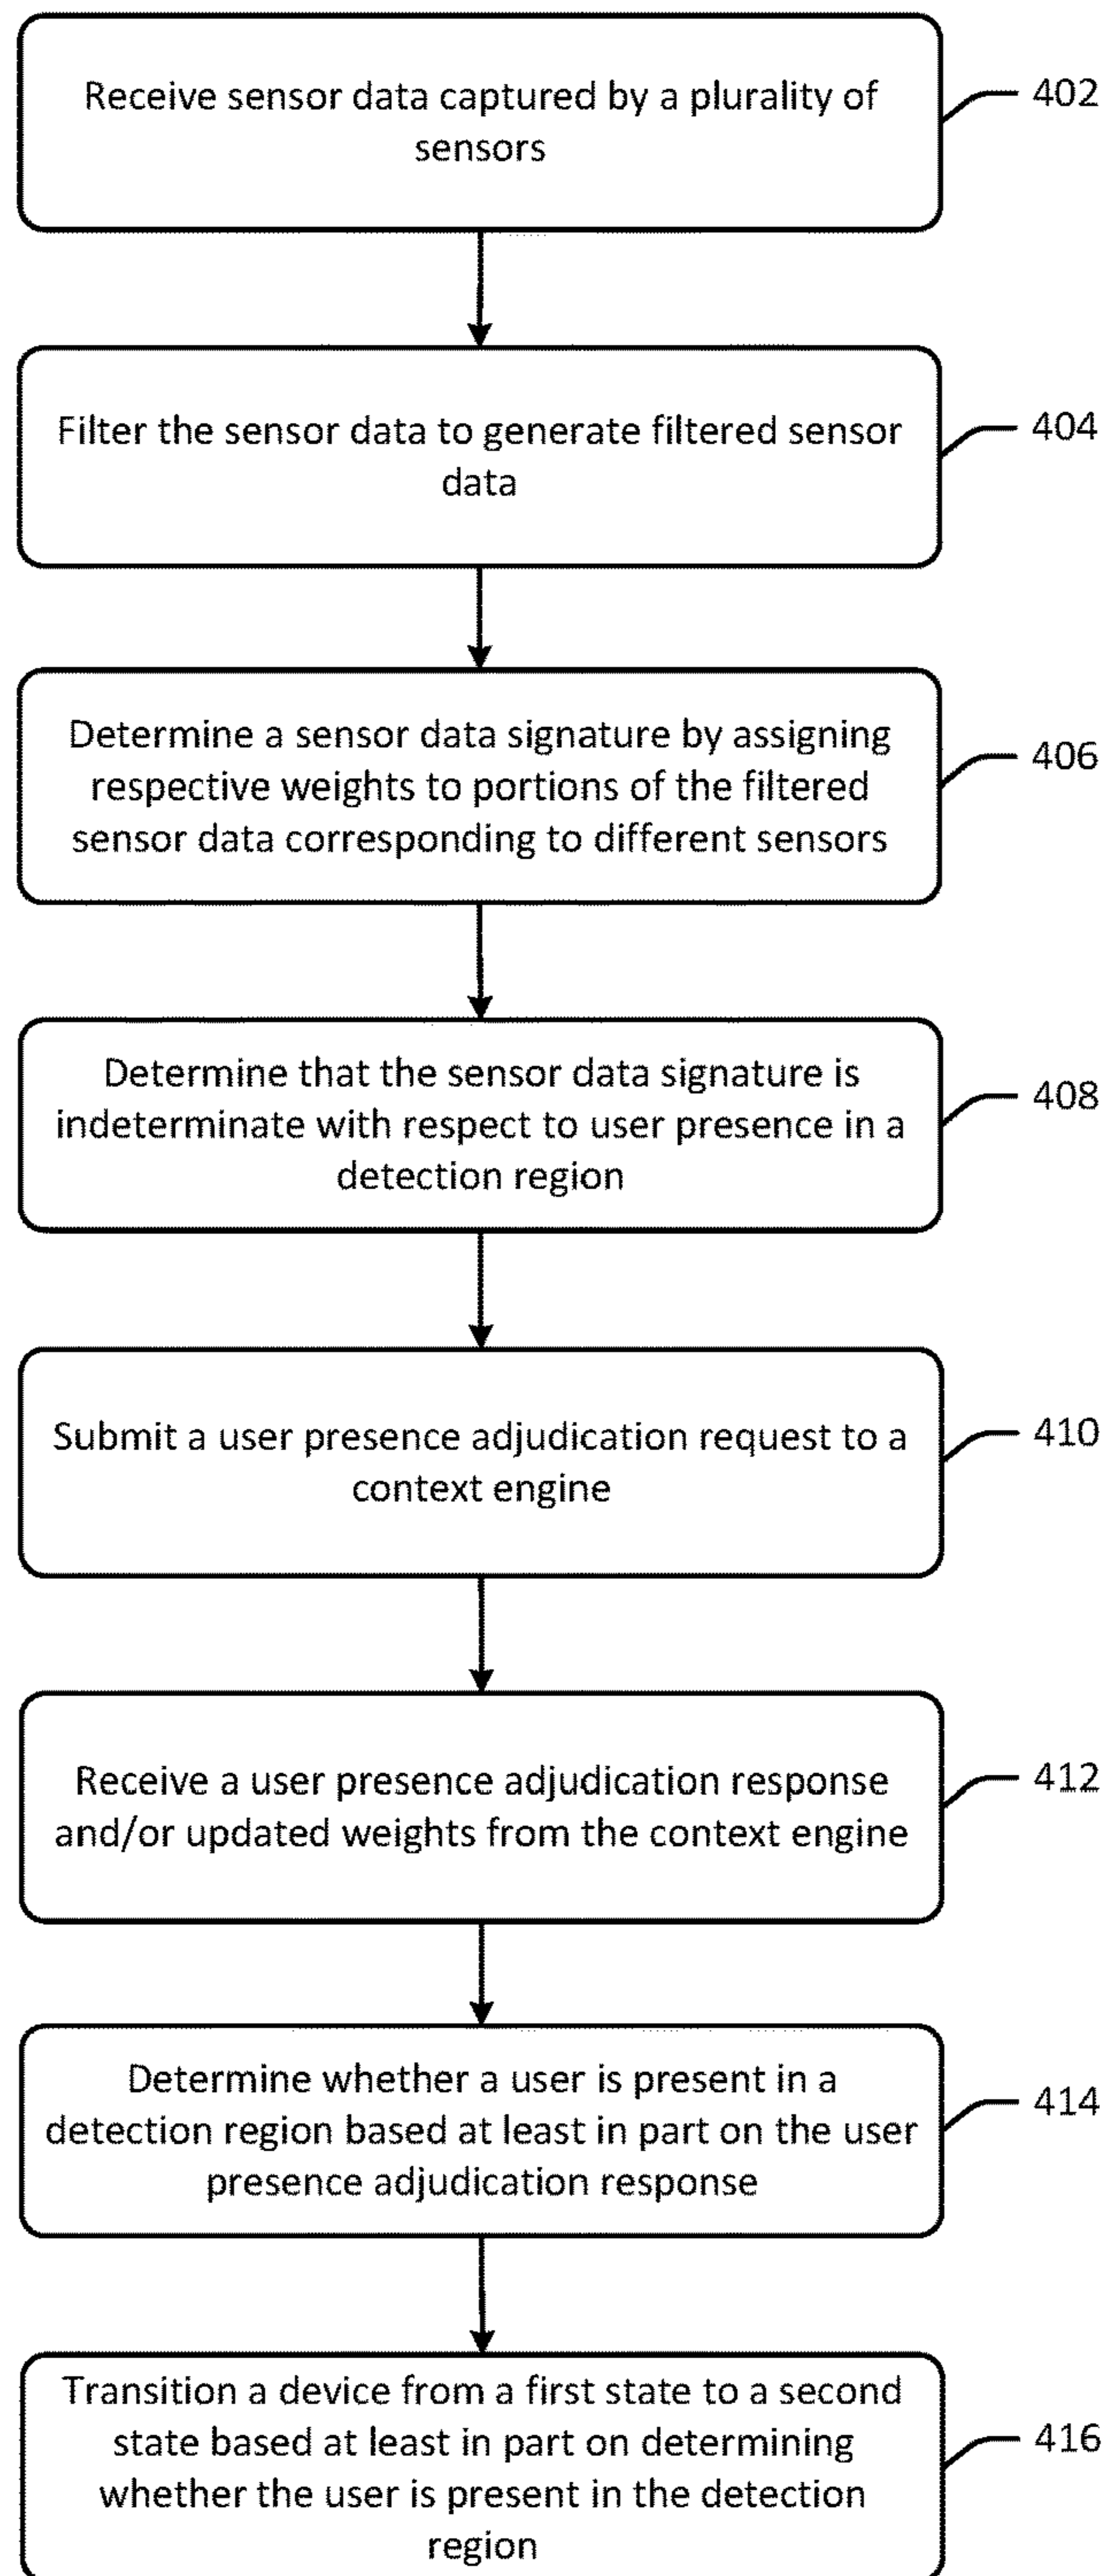 Receive sensor data captured by a plurality of
sensors
402
Filter the sensor data to generate filtered sensor
data
404
Determine a sensor data signature by assigning
respective weights to portions of the filtered
sensor data corresponding to different sensors
406
Determine that the sensor data signature is
indeterminate with respect to user presence in a
detection region
408
Submit a user presence adjudication request to a
context engine
410
Receive a user presence adjudication response
and/or updated weights from the context engine
412
Determine whether a user is present in a
detection region based at least in part on the user
presence adjudication response
414
Transition a device from a first state to a second
state based at least in part on determining
whether the user is present in the detection
region
416